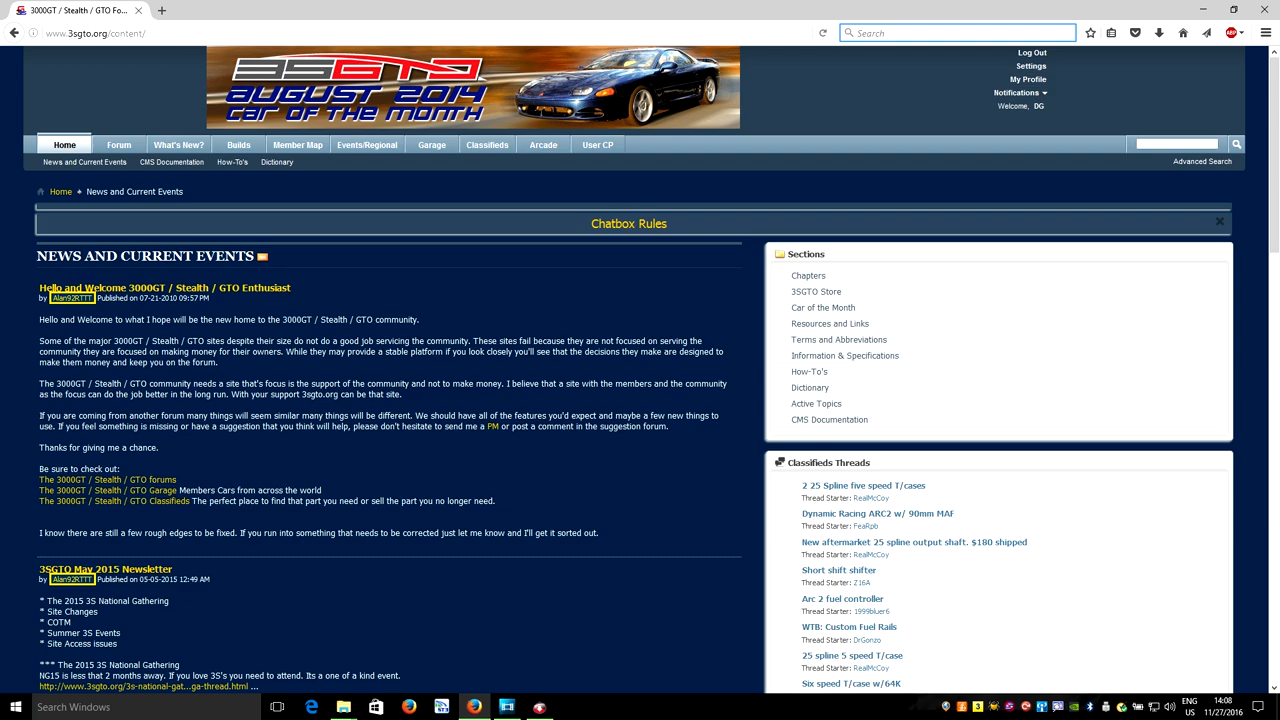 3000GT / Stealth / GTO Fo...
www.3sgto.org/content/
Search
ABP
3SGTO
AUGUST 2014
CAR OF THE MONTH
Log Out
Settings
My Profile
Notifications
Welcome, DG
Home Forum What's New? Builds Member Map Events/Regional Garage Classifieds Arcade User CP
News and Current Events CMS Documentation How-To's Dictionary
Advanced Search
Home News and Current Events
Chatbox Rules
NEWS AND CURRENT EVENTS
Hello and Welcome 3000GT / Stealth / GTO Enthusiast
by Alan92RTTT Published on 07-21-2010 09:57 PM
Hello and Welcome to what I hope will be the new home to the 3000GT / Stealth / GTO community.
Some of the major 3000GT / Stealth / GTO sites despite their size do not do a good job servicing the community. These sites fail because they are not focused on serving the
community they are focused on making money for their owners. While they may provide a stable platform if you look closely you'll see that the decisions they make are designed to
make them money and keep you on the forum.
The 3000GT / Stealth / GTO community needs a site that's focus is the support of the community and not to make money. I believe that a site with the members and the community
as the focus can do the job better in the long run. With your support 3sgto.org can be that site.
If you are coming from another forum many things will seem similar many things will be different. We should have all of the features you'd expect and maybe a few new things to
use. If you feel something is missing or have a suggestion that you think will help, please don't hesitate to send me a PM or post a comment in the suggestion forum.
Thanks for giving me a chance.
Be sure to check out:
The 3000GT / Stealth / GTO forums
The 3000GT / Stealth / GTO Garage Members Cars from across the world
The 3000GT / Stealth / GTO Classifieds The perfect place to find that part you need or sell the part you no longer need.
I know there are still a few rough edges to be fixed. If you run into something that needs to be corrected just let me know and I'll get it sorted out.
3SGTO May 2015 Newsletter
by Alan92RTTT Published on 05-05-2015 12:49 AM
* The 2015 3S National Gathering
* Site Changes
* COTM
* Summer 3S Events
* Site Access issues
*** The 2015 3S National Gathering
NG15 is less that 2 months away. If you love 3S's you need to attend. Its a one of a kind event.
http://www.3sgto.org/3s-national-gat...ga-thread.html ...
Sections
Chapters
3SGTO Store
Car of the Month
Resources and Links
Terms and Abbreviations
Information & Specifications
How-To's
Dictionary
Active Topics
CMS Documentation
Classifieds Threads
2 25 Spline five speed T/cases
Thread Starter: RealMcCoy
Dynamic Racing ARC2 w/ 90mm MAF
Thread Starter: FeaRpb
New aftermarket 25 spline output shaft. $180 shipped
Thread Starter: RealMcCoy
Short shift shifter
Thread Starter: Z16A
Arc 2 fuel controller
Thread Starter: 1999bluer6
WTB: Custom Fuel Rails
Thread Starter: DrGonzo
25 spline 5 speed T/case
Thread Starter: RealMcCoy
Six speed T/case w/64K
Search Windows
ENG
US
14:08
11/27/2016